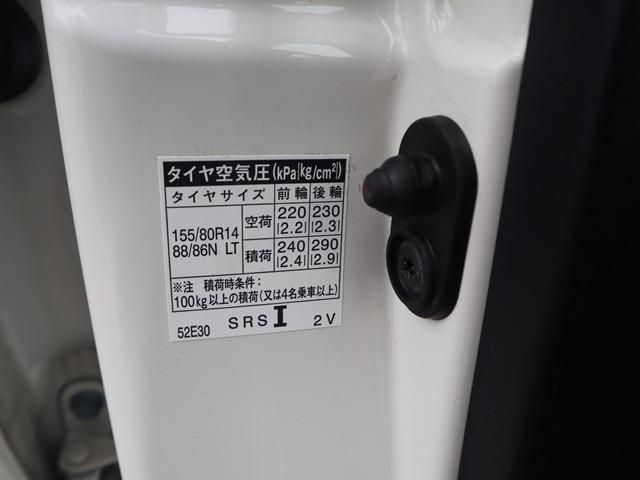 タイヤ空気圧(kPa[kg/cm²])
タイヤサイズ 前輪 後輪
155/80R14 88/86N LT
空荷 220 [2.2] 230 [2.3]
積荷 240 [2.4] 290 [2.9]
※注 積荷時条件:
100kg以上の積荷(又は4名乗車以上)
52E30 SRS I 2V